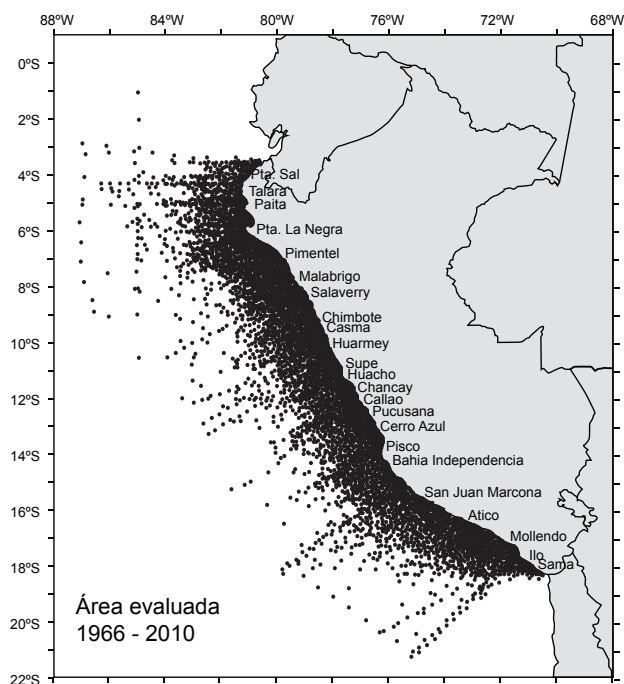 88ºW 84ºW 80ºW 76ºW 72ºW 68ºW
0ºS
2ºS
4ºS
6ºS
8ºS
10ºS
12ºS
14ºS
16ºS
18ºS
20ºS
22ºS
Pta. Sal
Talara
Paita
Pta. La Negra
Pimentel
Malabrigo
Salaverry
Chimbote
Casma
Huarmey
Supe
Huacho
Chancay
Callao
Pucusana
Cerro Azul
Pisco
Bahia Independencia
San Juan Marcona
Atico
Mollendo
Ilo
Sama
Área evaluada
1966 - 2010